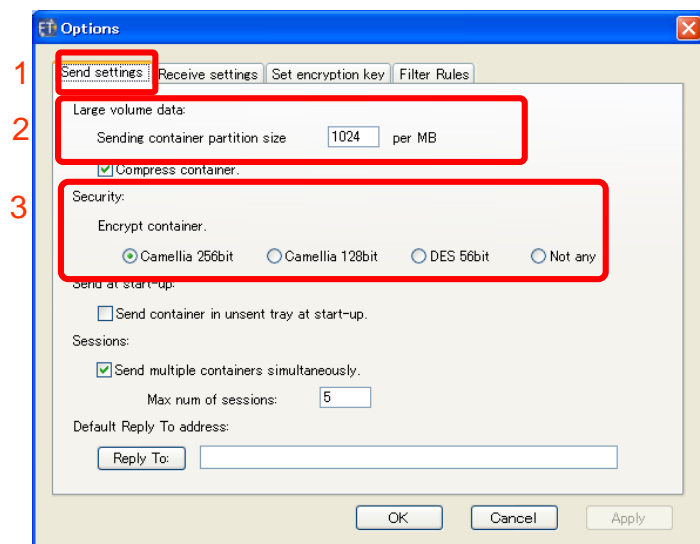 Options
1
Send settings Receive settings Set encryption key Filter Rules
2
Large volume data:
Sending container partition size 1024 per MB
Compress container.
3
Security:
Encrypt container.
Camellia 256bit Camellia 128bit DES 56bit Not any
Send at start-up:
Send container in unsent tray at start-up.
Sessions:
Send multiple containers simultaneously.
Max num of sessions: 5
Default Reply To address:
Reply To:
OK Cancel Apply